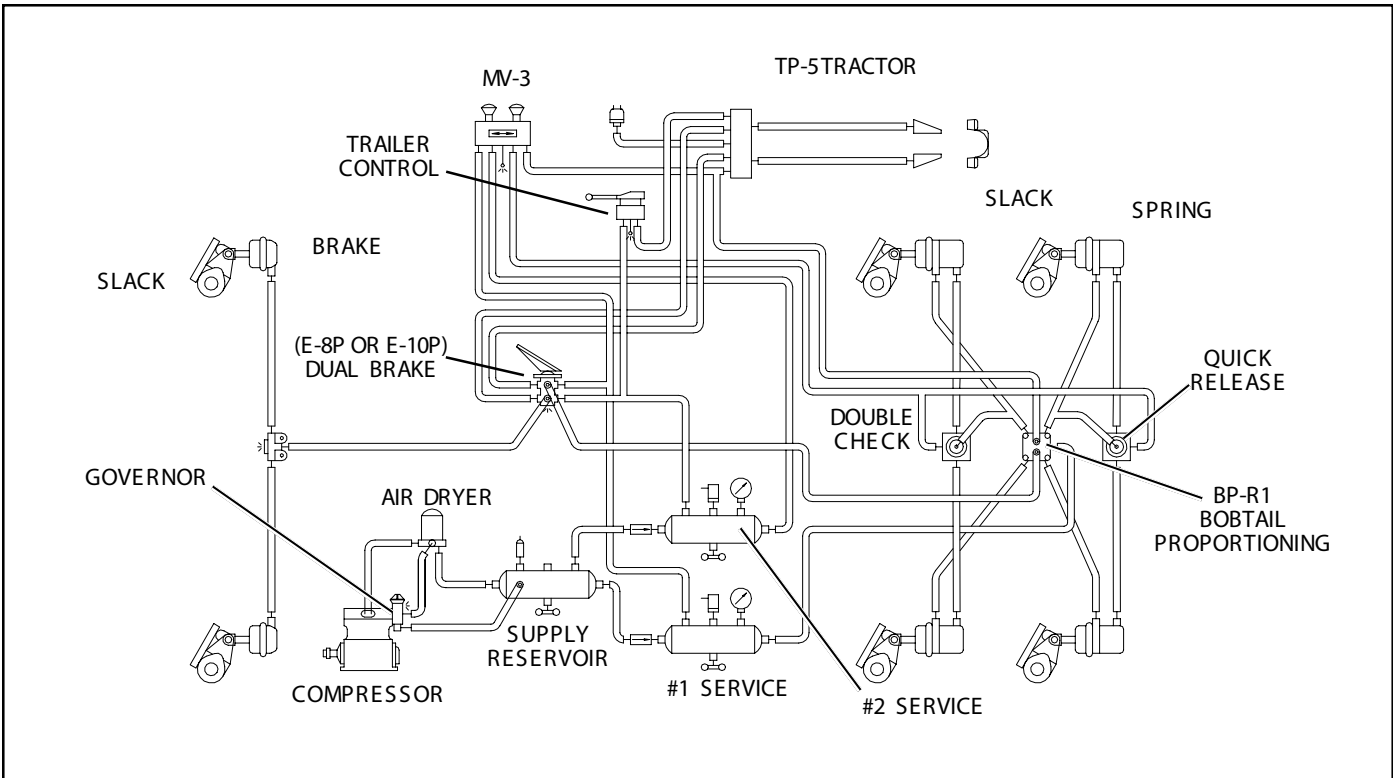 MV-3
TP-5TRACTOR
TRAILER
CONTROL
SLACK
SPRING
BRAKE
SLACK
(E-8P OR E-10P)
DUAL BRAKE
QUICK
RELEASE
DOUBLE
CHECK
GOVERNOR
AIR DRYER
BP-R1
BOBTAIL
PROPORTIONING
SUPPLY
RESERVOIR
COMPRESSOR
#1 SERVICE
#2 SERVICE